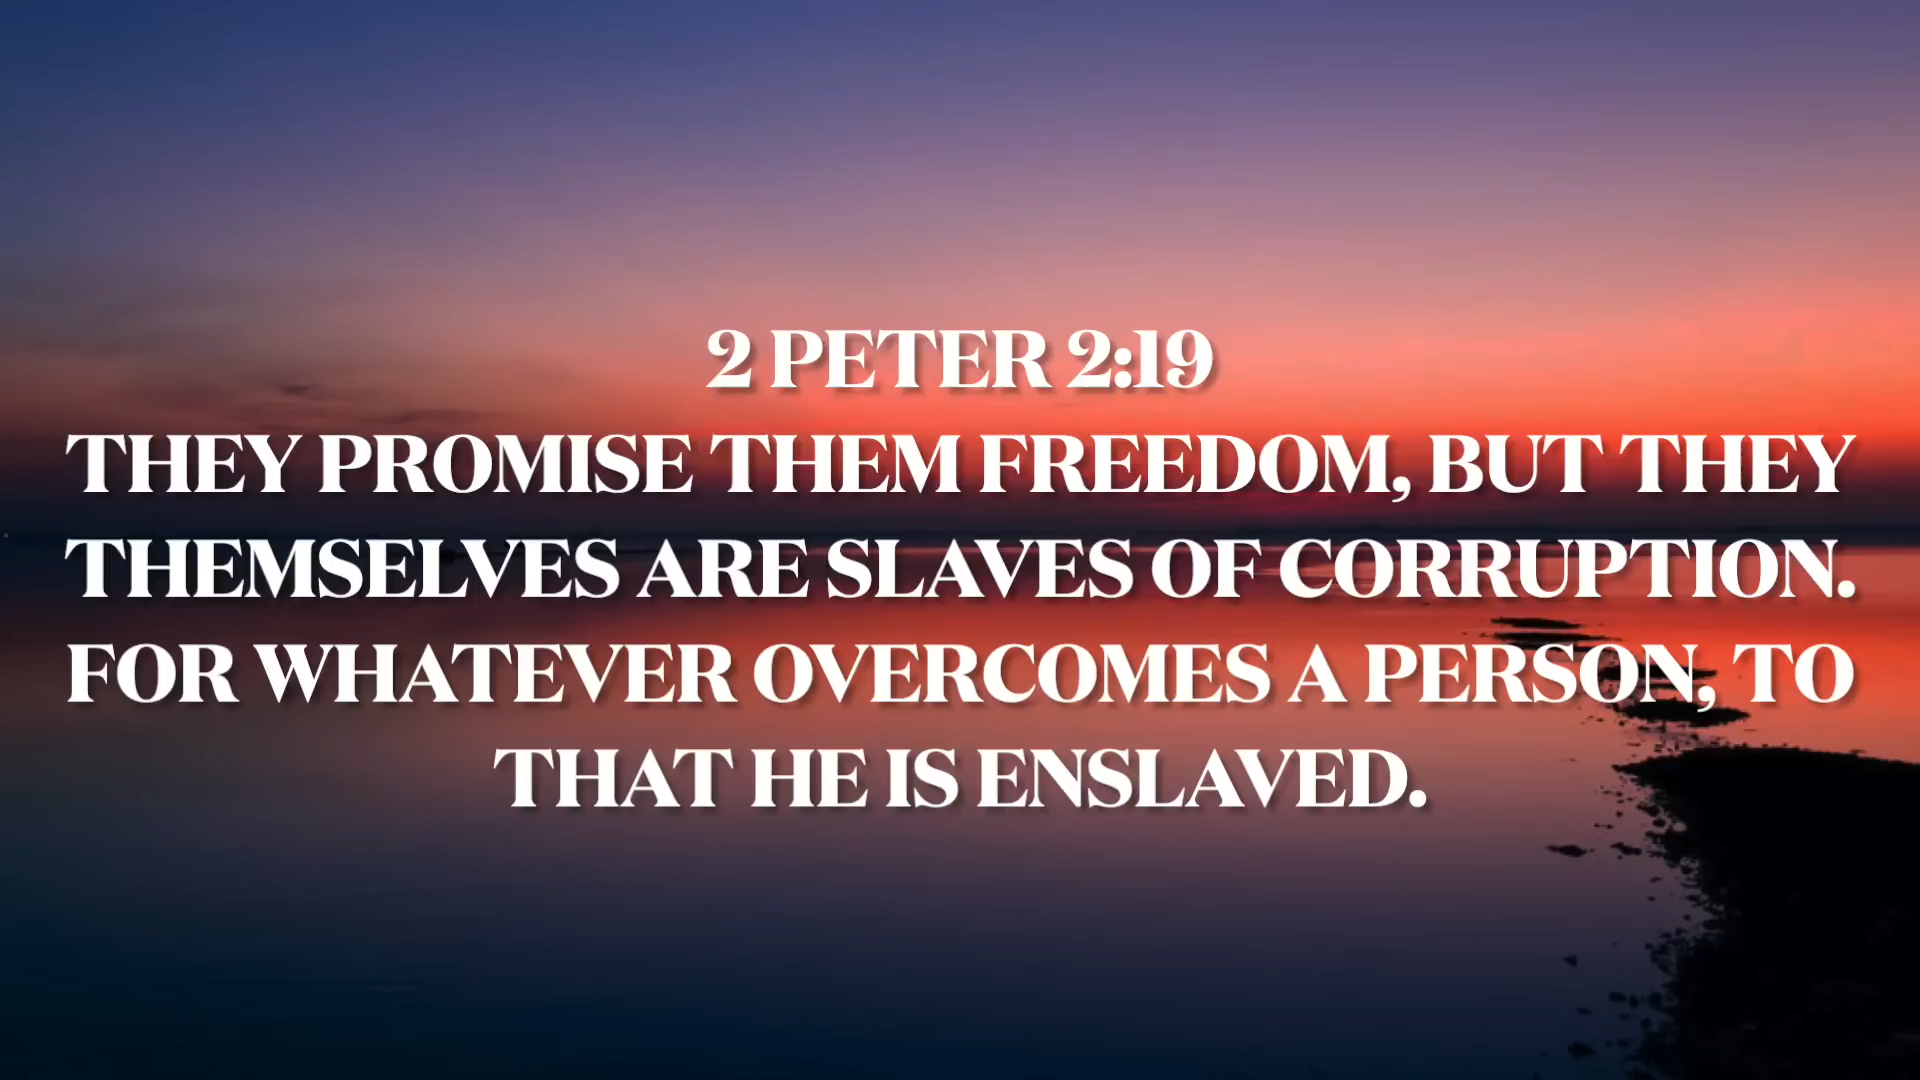 2 PETER 2:19
THEY PROMISE THEM FREEDOM, BUT THEY
THEMSELVES ARE SLAVES OF CORRUPTION.
FOR WHATEVER OVERCOMES A PERSON, TO
THAT HE IS ENSLAVED.